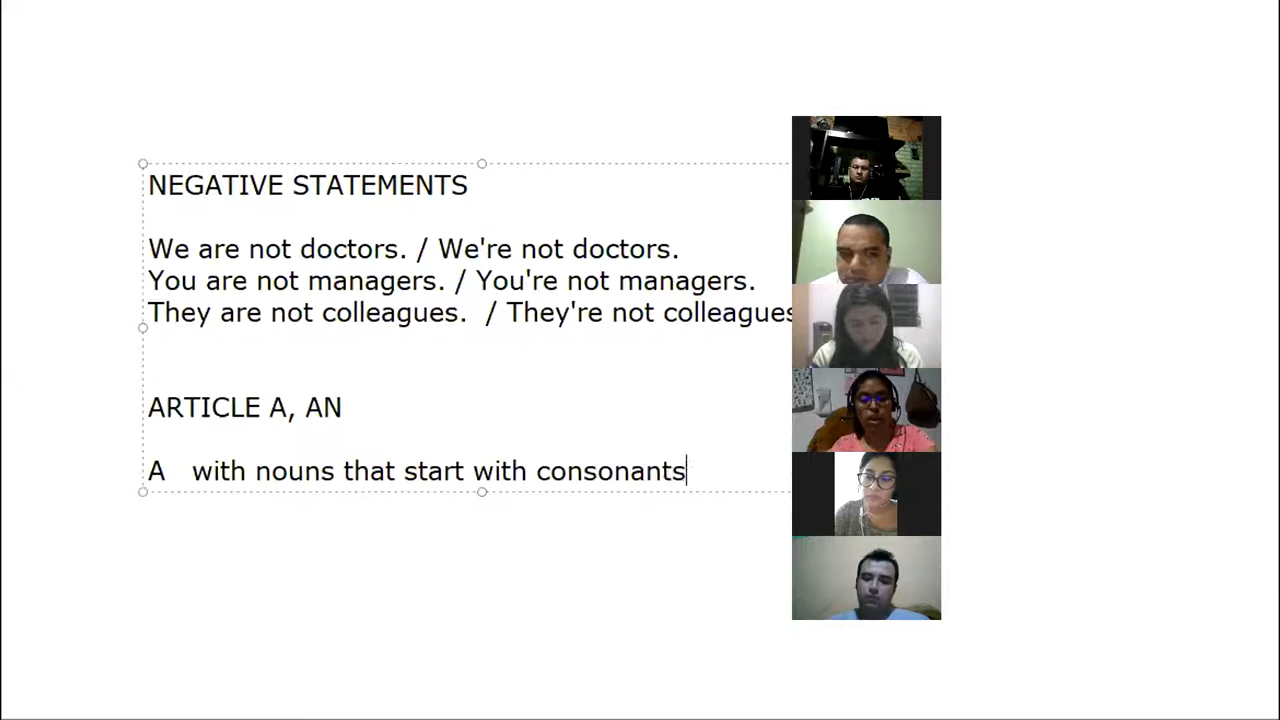 NEGATIVE STATEMENTS
We are not doctors. / We're not doctors.
You are not managers. / You're not managers.
They are not colleagues.  / They're not colleagues
ARTICLE A, AN
A   with nouns that start with consonants